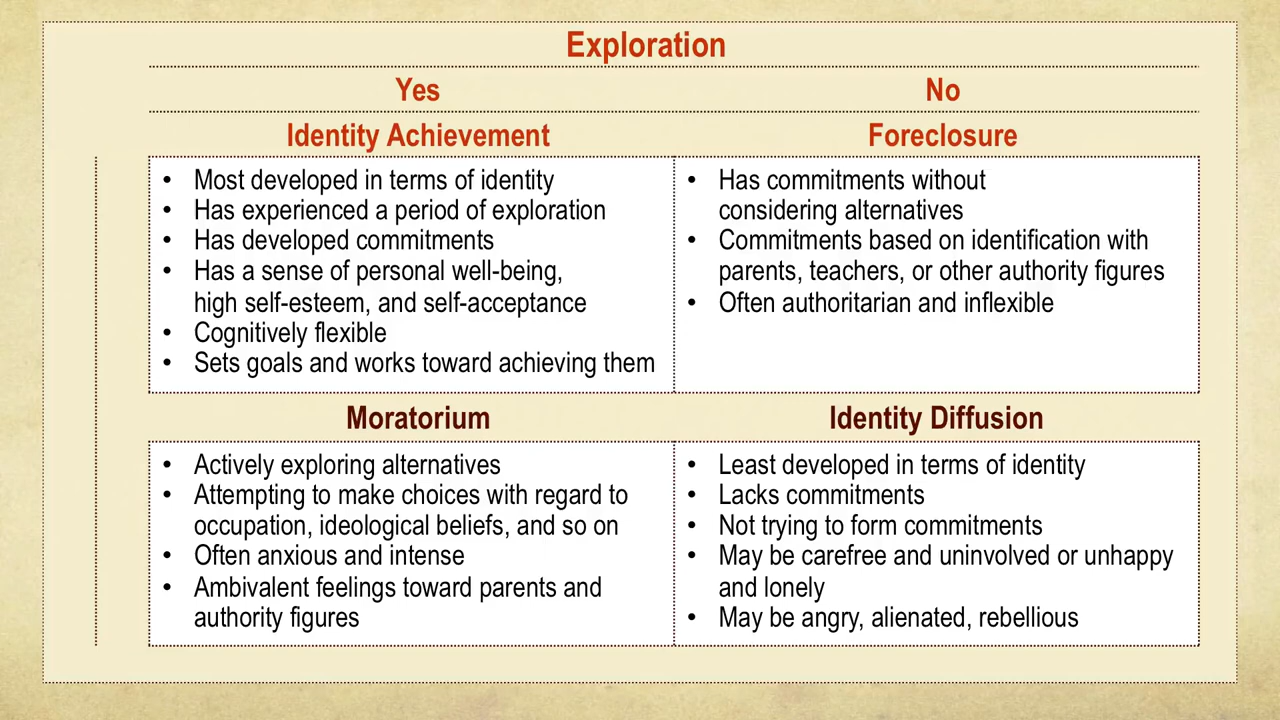 Exploration
Yes
No
Identity Achievement
Foreclosure
• Most developed in terms of identity
• Has experienced a period of exploration
• Has developed commitments
• Has a sense of personal well-being,
high self-esteem, and self-acceptance
• Cognitively flexible
• Sets goals and works toward achieving them
• Has commitments without
considering alternatives
• Commitments based on identification with
parents, teachers, or other authority figures
• Often authoritarian and inflexible
Moratorium
Identity Diffusion
• Actively exploring alternatives
• Attempting to make choices with regard to
occupation, ideological beliefs, and so on
• Often anxious and intense
• Ambivalent feelings toward parents and
authority figures
• Least developed in terms of identity
• Lacks commitments
• Not trying to form commitments
• May be carefree and uninvolved or unhappy
and lonely
• May be angry, alienated, rebellious